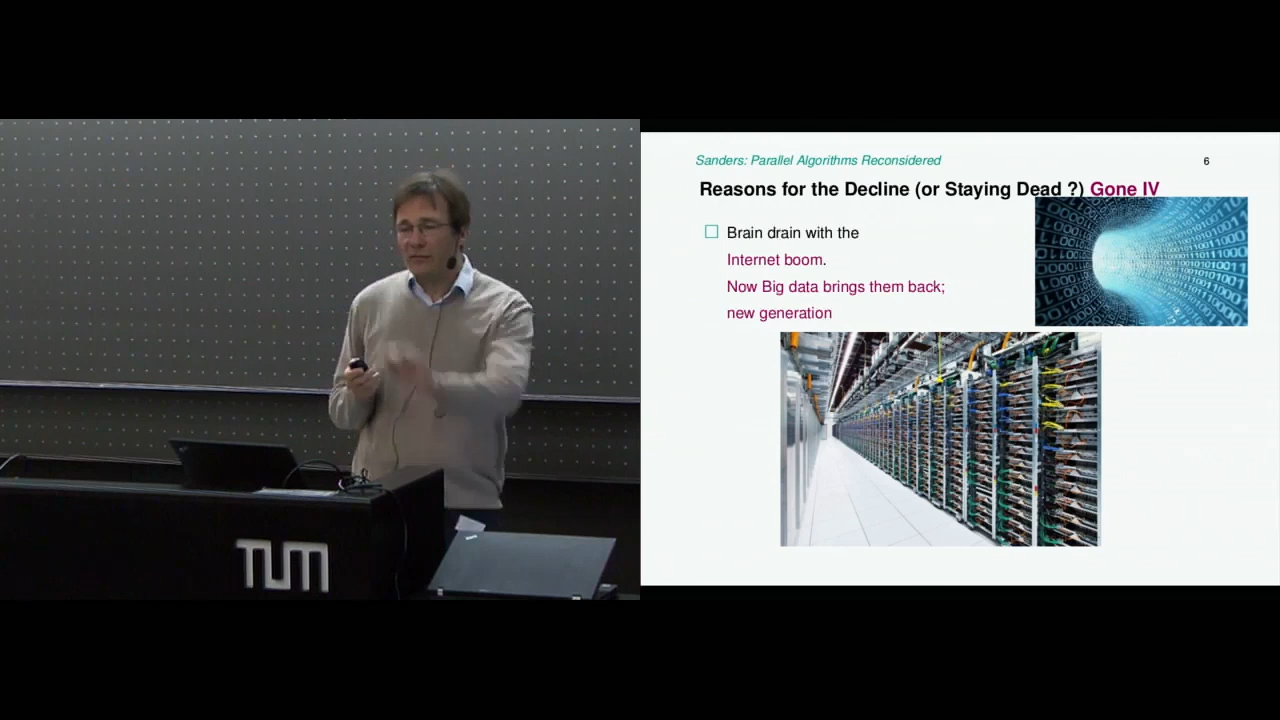 Sanders: Parallel Algorithms Reconsidered
6
Reasons for the Decline (or Staying Dead ?) Gone IV
Brain drain with the
Internet boom.
Now Big data brings them back;
new generation
TUM